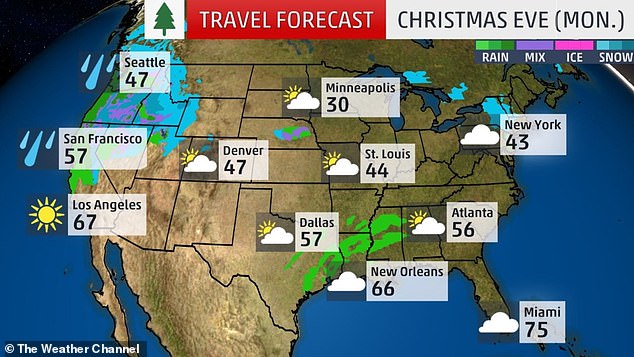 TRAVEL FORECAST
CHRISTMAS EVE (MON.)
RAIN
MIX
ICE
SNOW
Seattle
47
Minneapolis
30
New York
43
San Francisco
57
Denver
47
St. Louis
44
Los Angeles
67
Dallas
57
Atlanta
56
New Orleans
66
Miami
75
© The Weather Channel